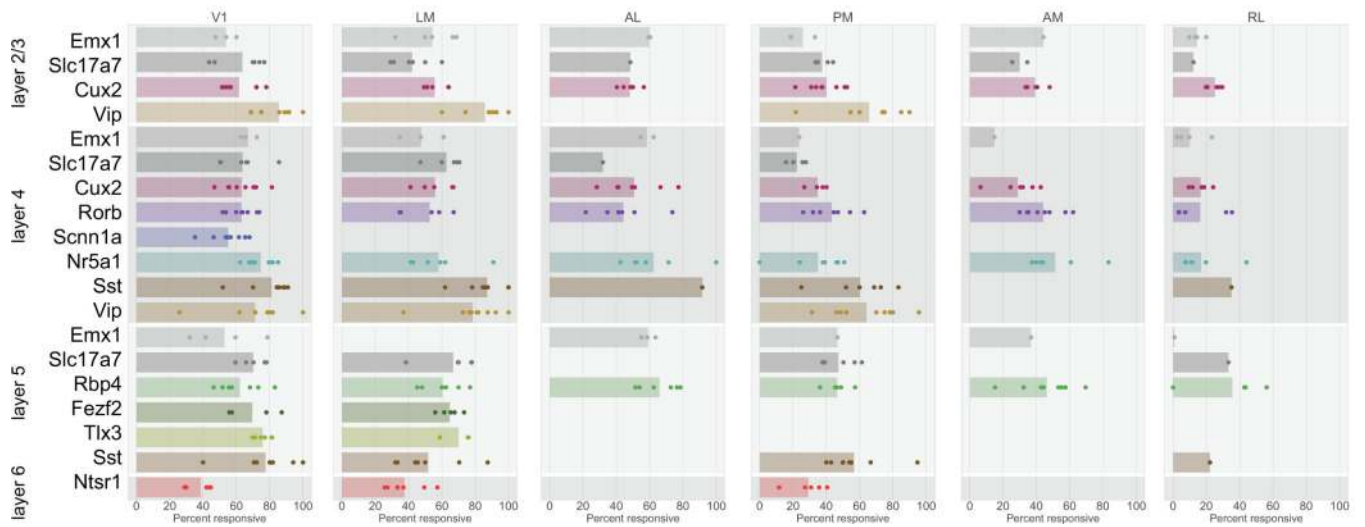 V1 LM AL PM AM RL
layer 2/3
Emx1
Slc17a7
Cux2
Vip
layer 4
Emx1
Slc17a7
Cux2
Rorb
Scnn1a
Nr5a1
Sst
Vip
layer 5
Emx1
Slc17a7
Rbp4
Fezf2
Tlx3
Sst
layer 6
Ntsr1
0 20 40 60 80 100 0 20 40 60 80 100 0 20 40 60 80 100 0 20 40 60 80 100 0 20 40 60 80 100 0 20 40 60 80 100
Percent responsive Percent responsive Percent responsive Percent responsive Percent responsive Percent responsive